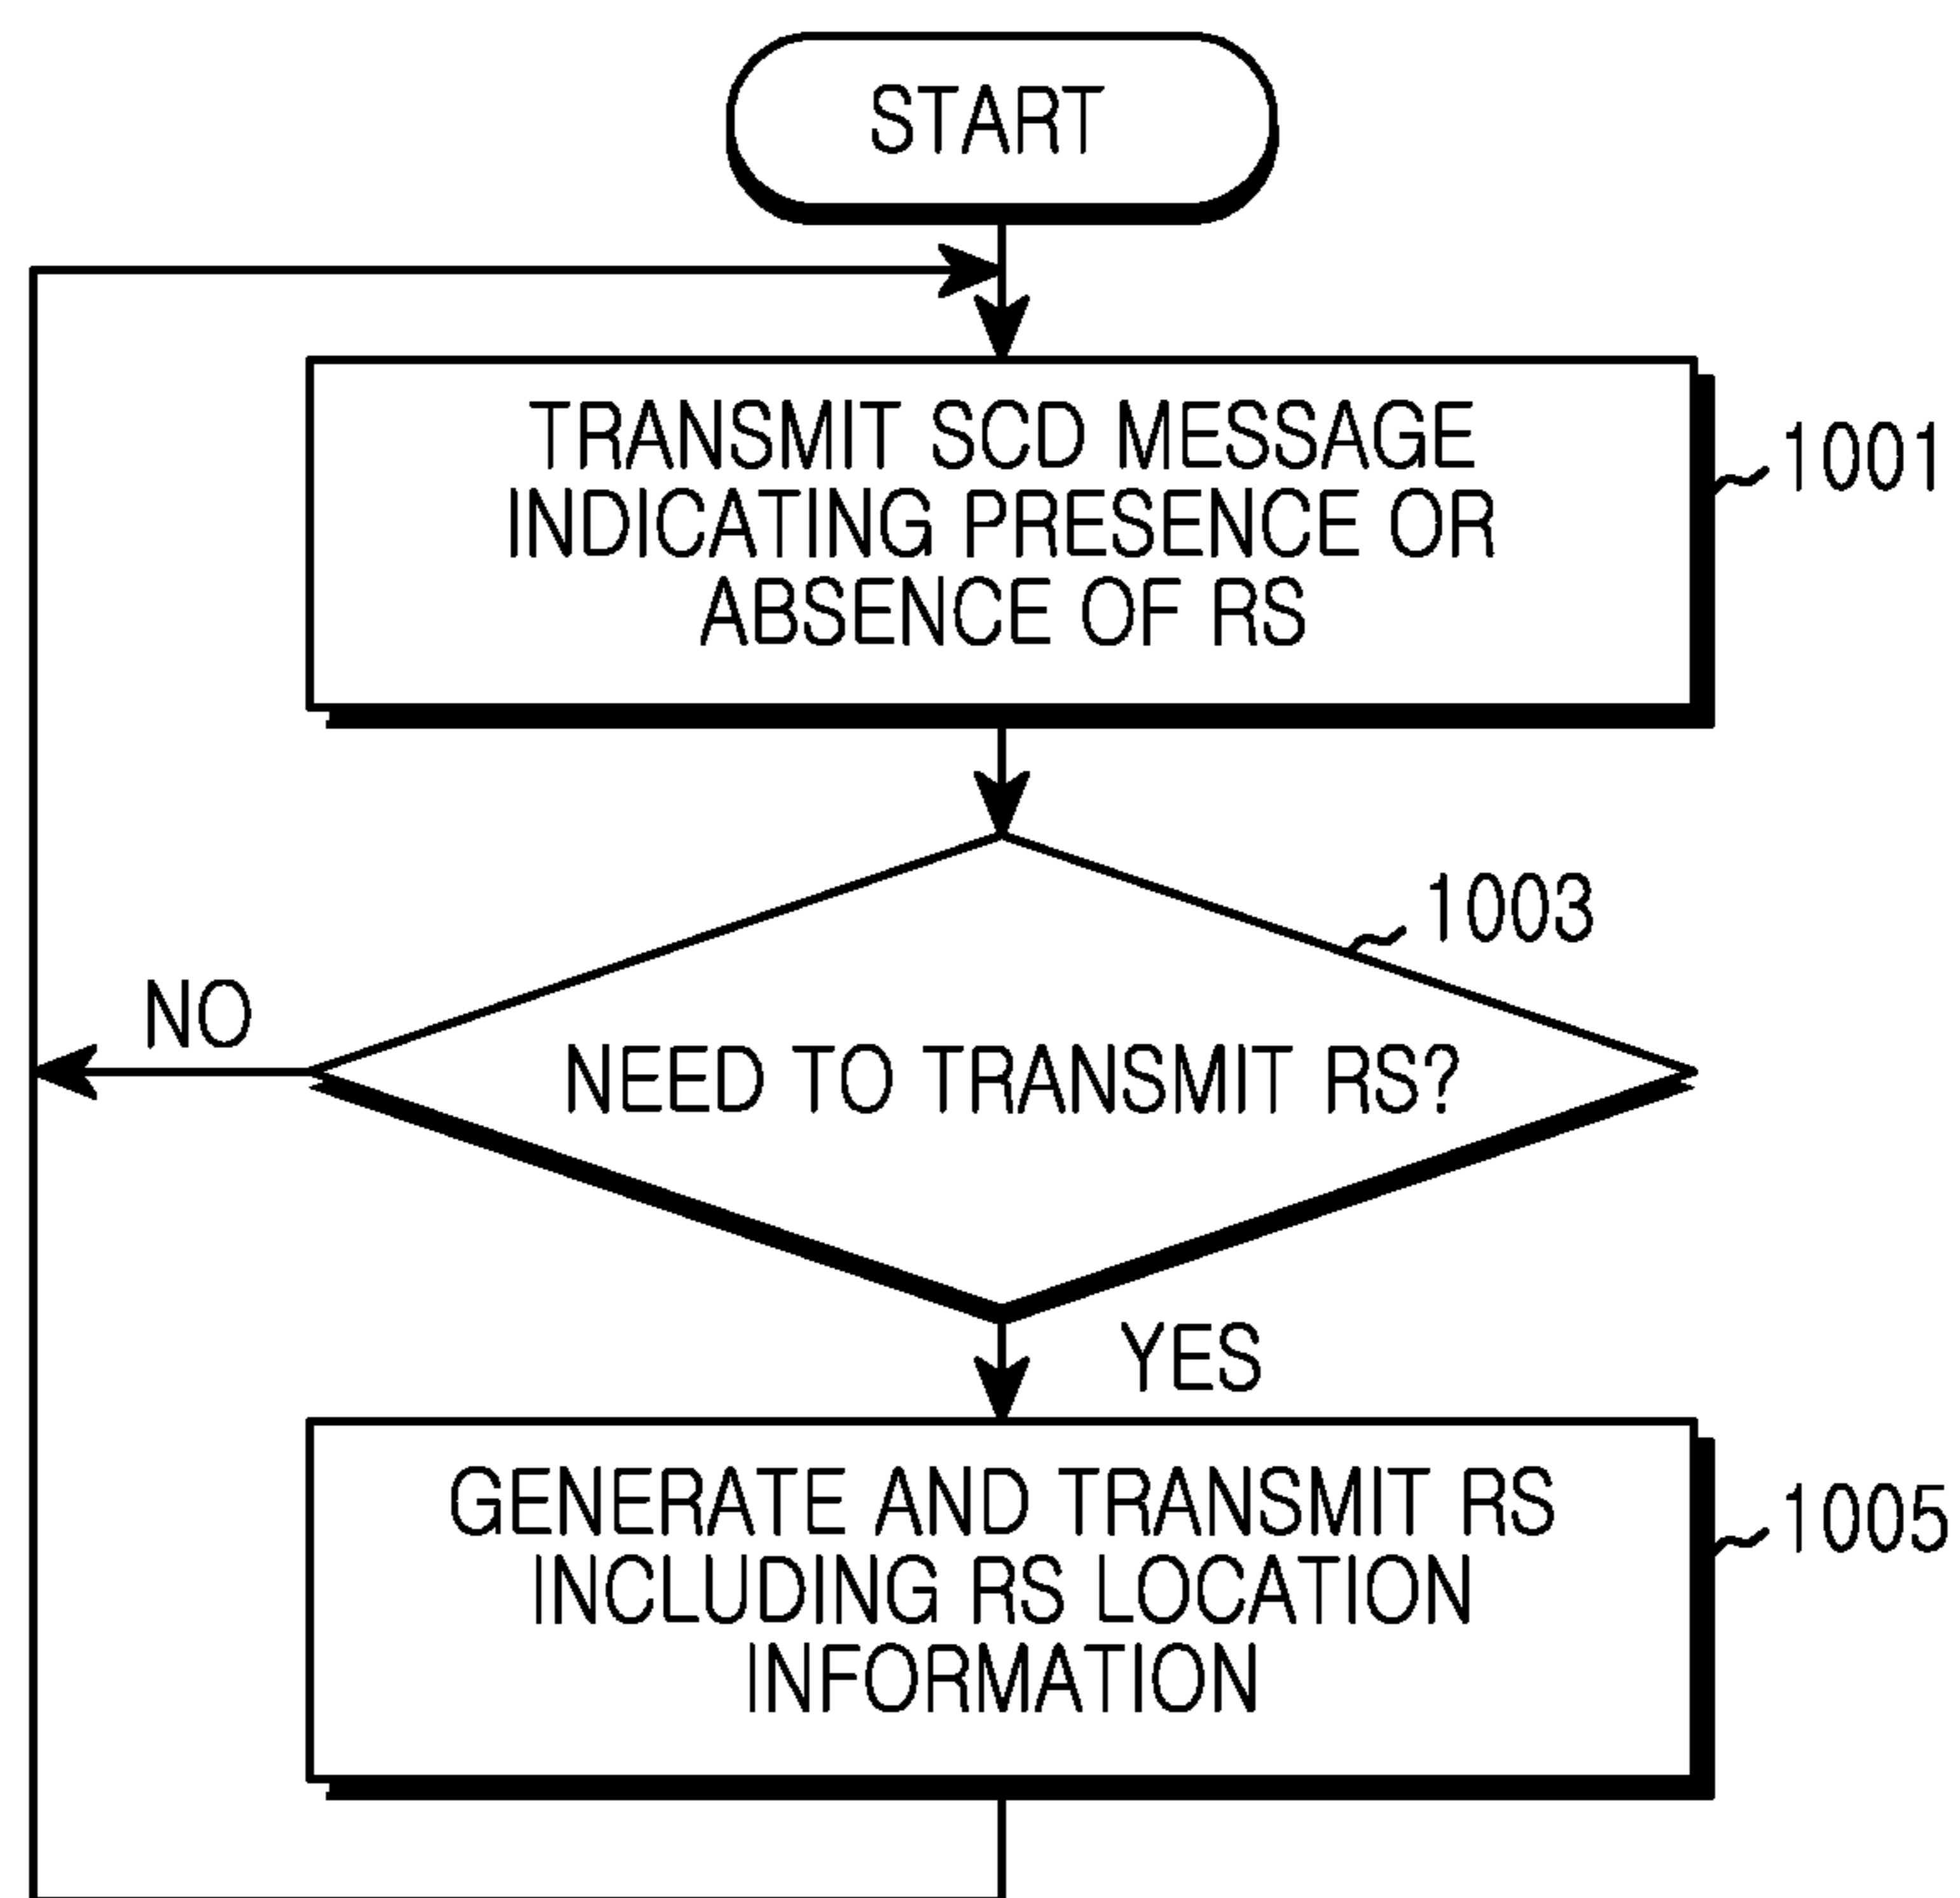 START
TRANSMIT SCD MESSAGE
INDICATING PRESENCE OR
ABSENCE OF RS
1001
1003
NO
NEED TO TRANSMIT RS?
YES
GENERATE AND TRANSMIT RS
INCLUDING RS LOCATION
INFORMATION
1005